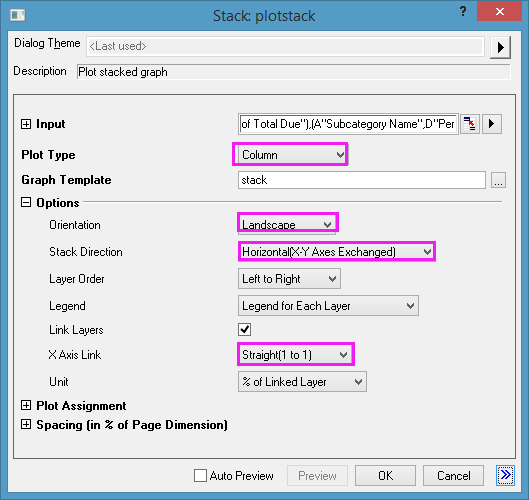 Stack: plotstack
?
Dialog Theme <Last used>
Description Plot stacked graph
Input of Total Due"),(A"Subcategory Name",D"Per
Plot Type Column
Graph Template stack ...
Options
Orientation Landscape
Stack Direction Horizontal(X-Y Axes Exchanged)
Layer Order Left to Right
Legend Legend for Each Layer
Link Layers
X Axis Link Straight(1 to 1)
Unit % of Linked Layer
Plot Assignment
Spacing (in % of Page Dimension)
Auto Preview Preview OK Cancel